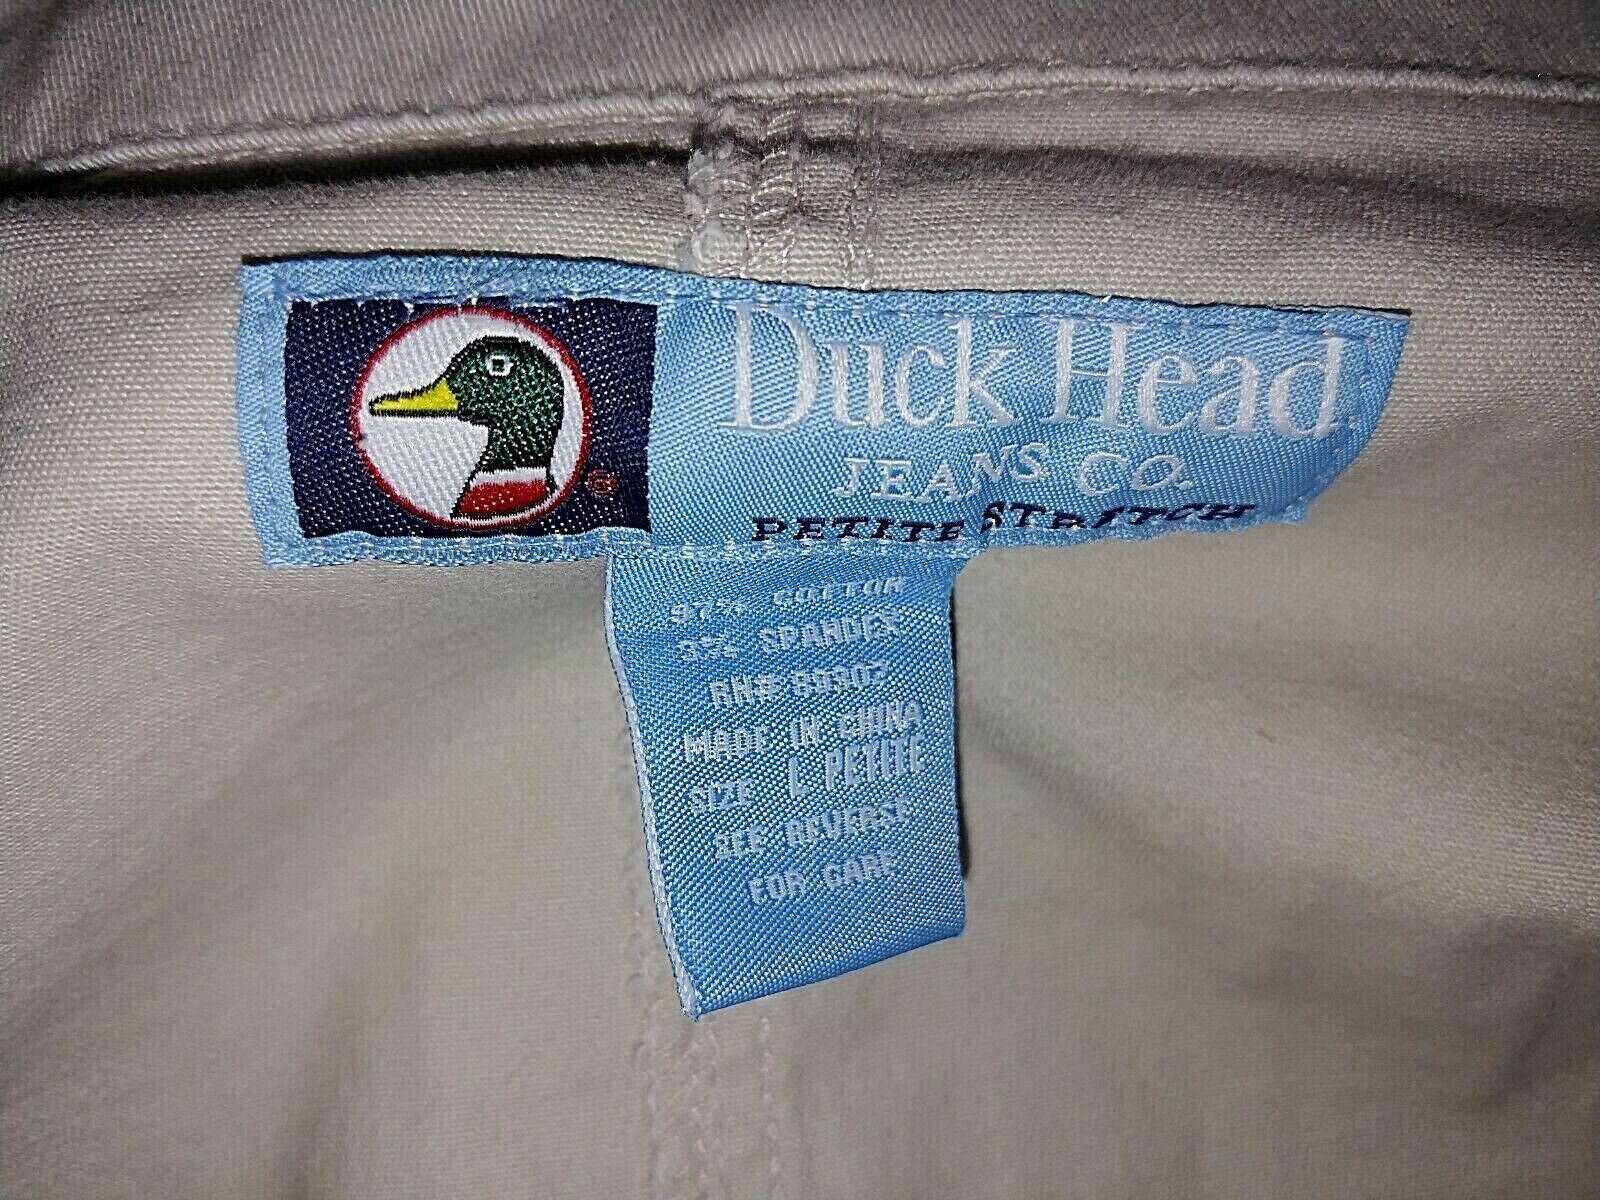 Duck Head
JEANS CO.
PETITE STRETCH
®
97% COTTON
3% SPANDEX
RN#
MADE IN CHINA
SIZE L PETITE
SEE REVERSE
FOR CARE